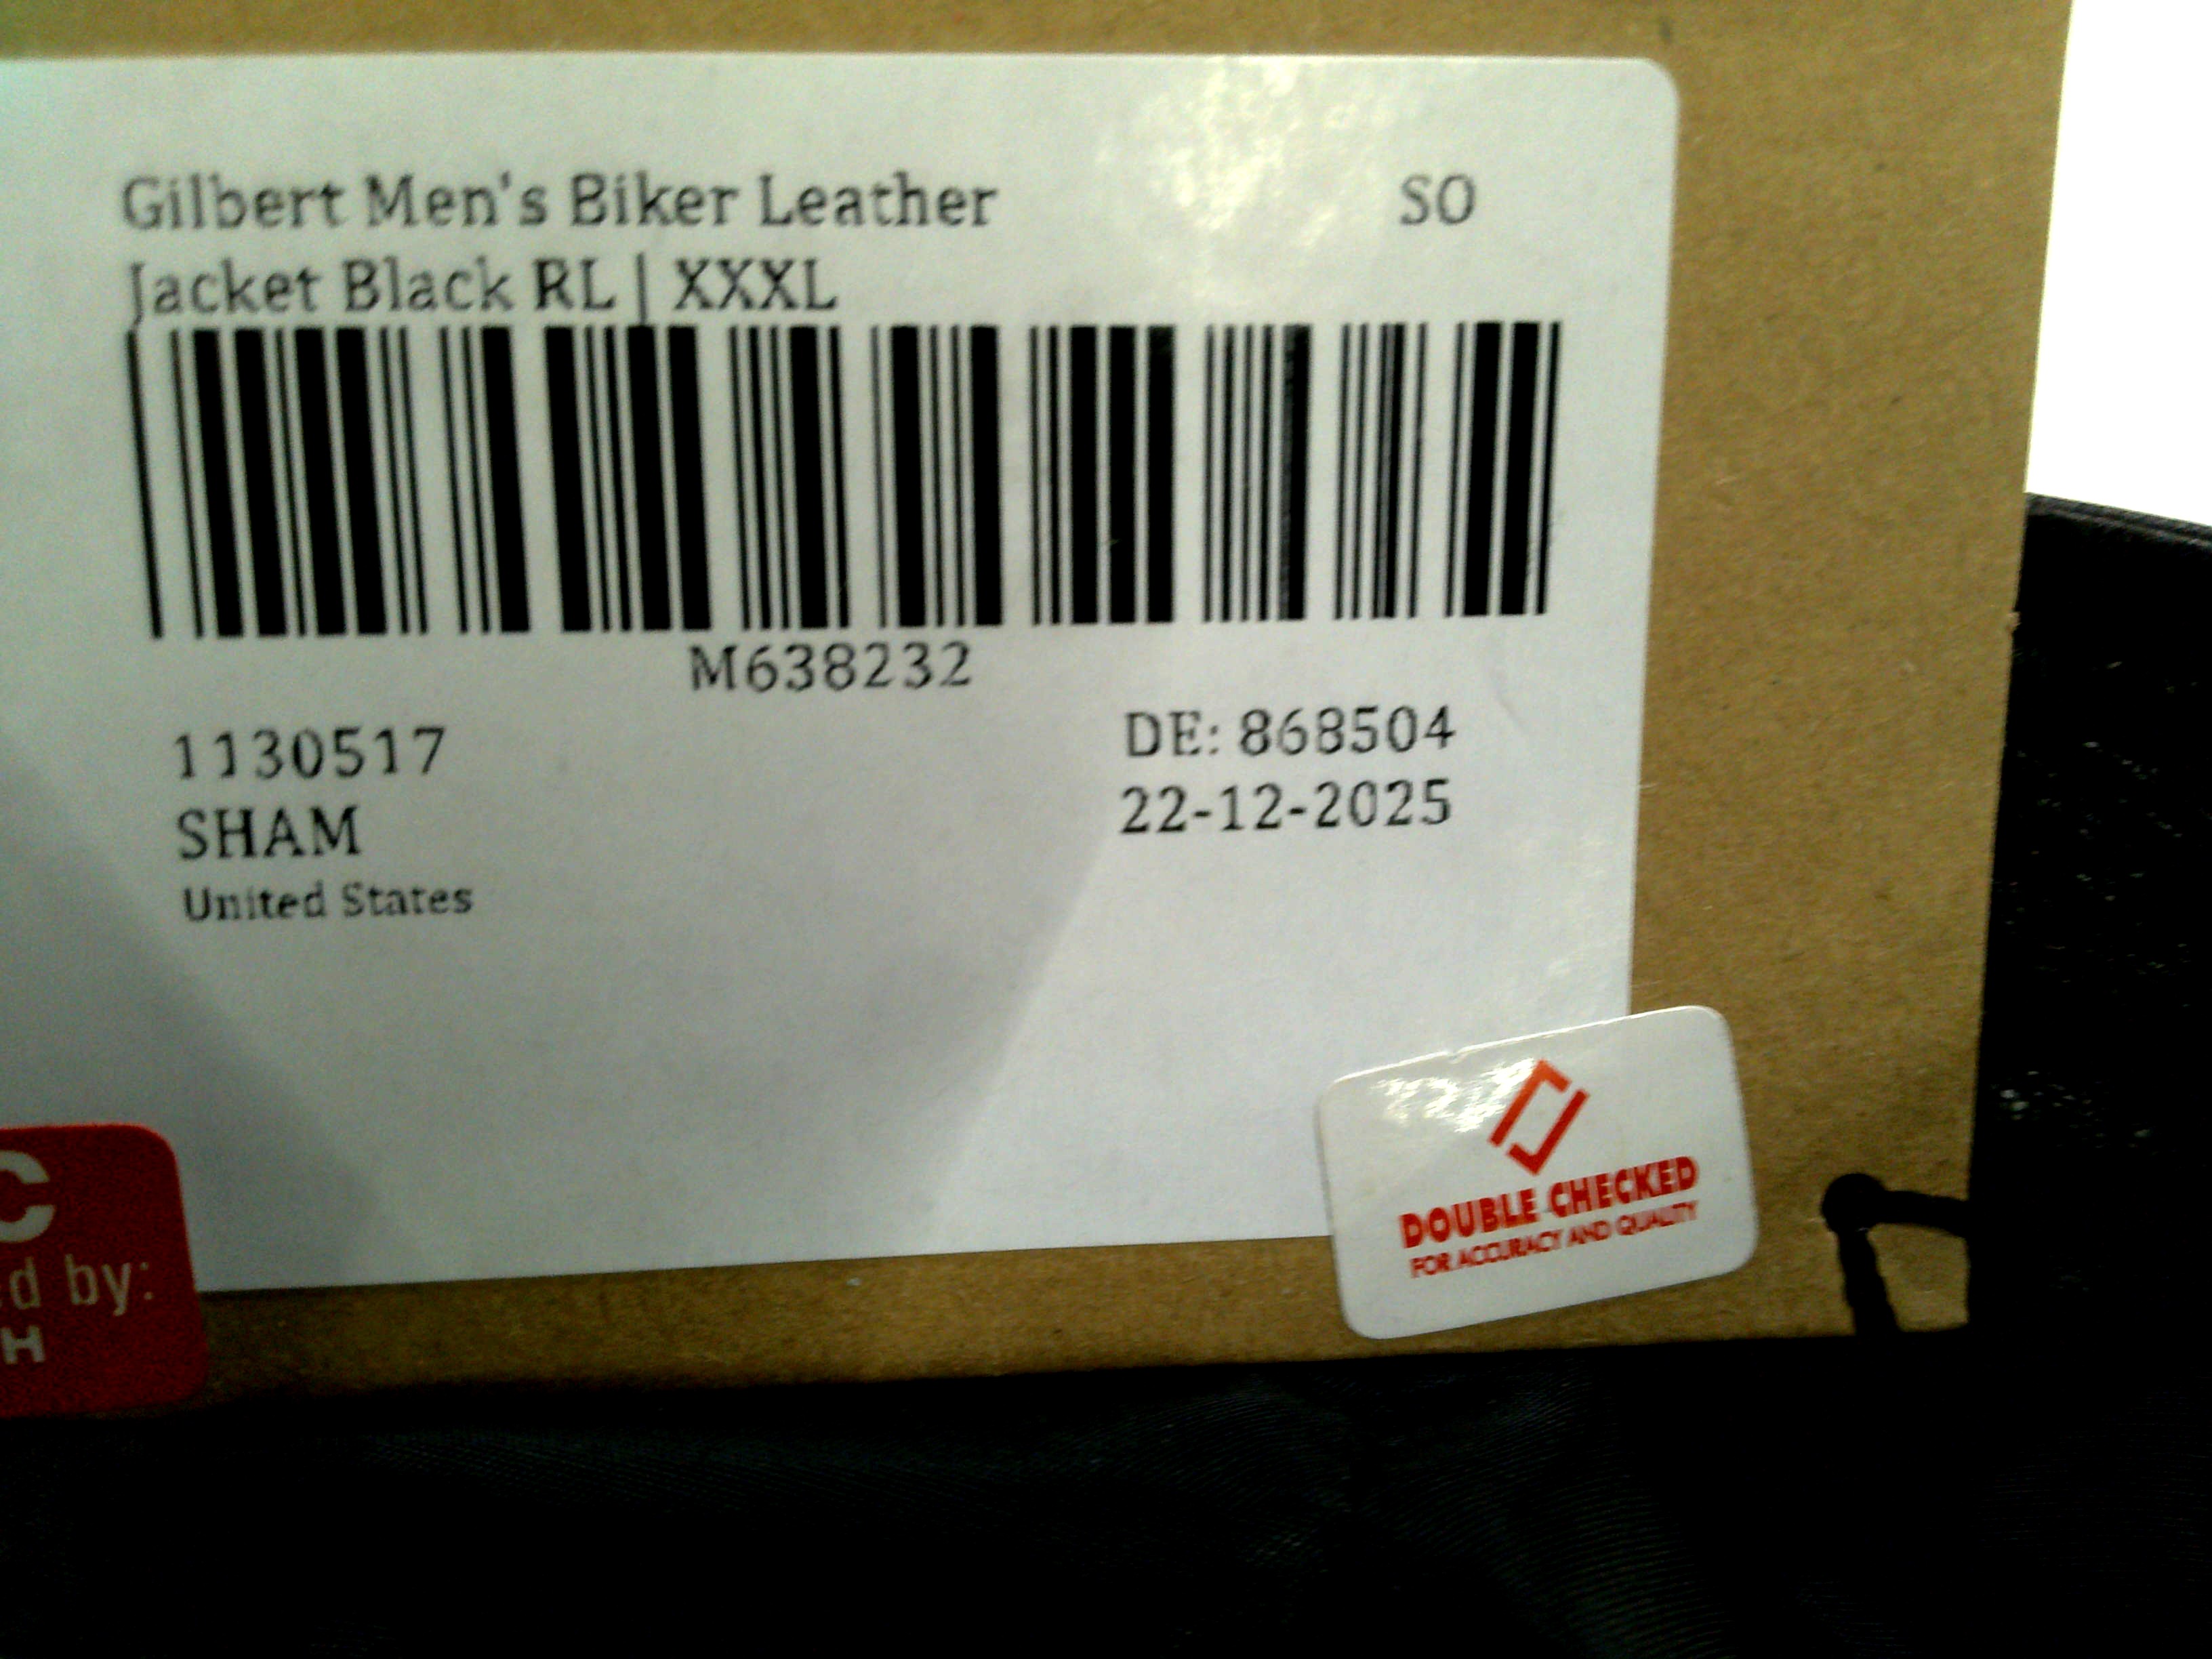 Gilbert Men's Biker Leather SO
Jacket Black RL | XXXL
M638232
1130517
SHAM
United States
DE: 868504
22-12-2025
DOUBLE CHECKED
FOR ACCURACY AND QUALITY
C
d by:
H